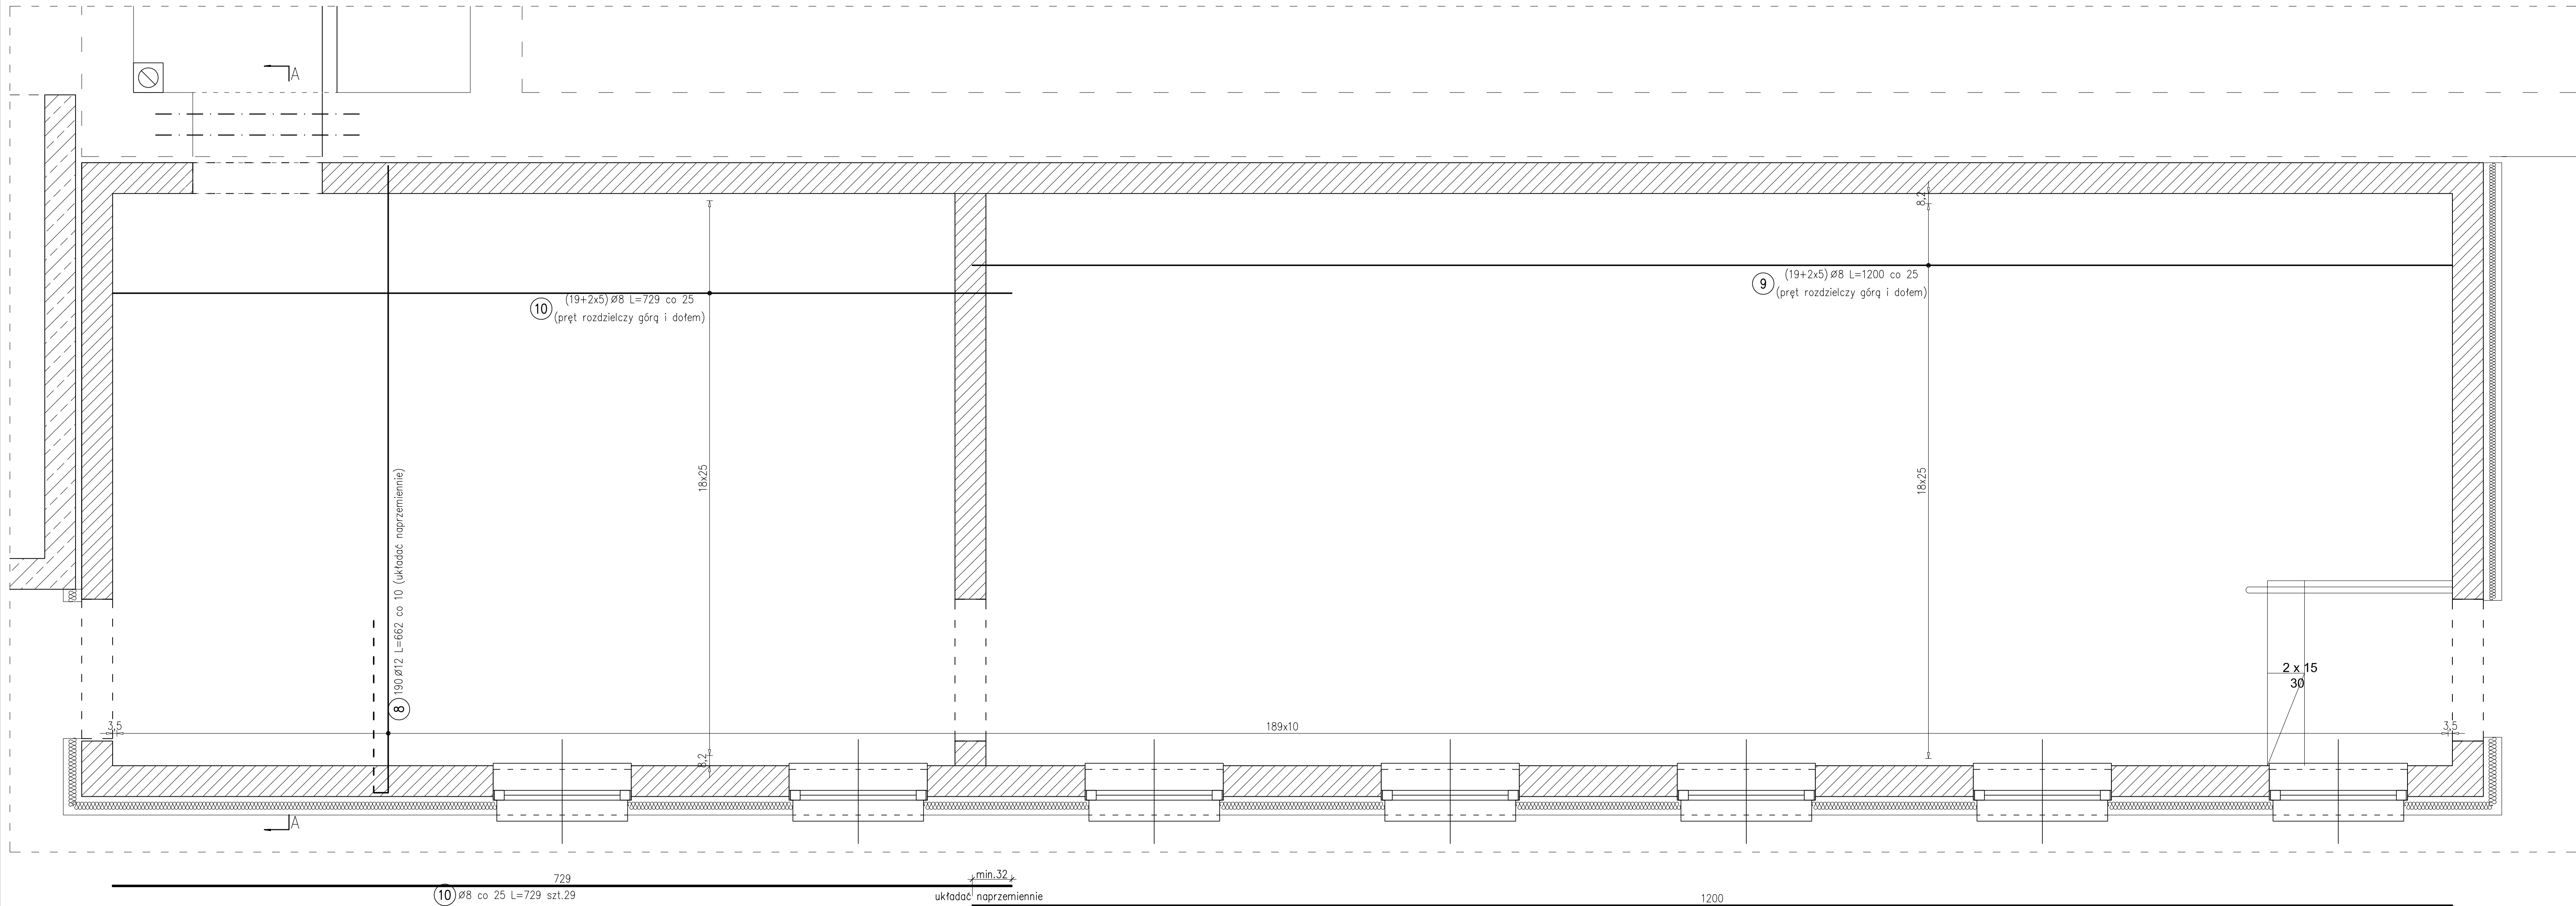 A
8,2
8,2
(19+2x5)Ø8 L=1200 co 25
9
(pręt rozdzielczy górą i dołem)
(19+2x5)Ø8 L=729 co 25
10
(pręt rozdzielczy górą i dołem)
18x25
18x25
8 190Ø12 L=662 co 10 (układać naprzemiennie)
2 x 15
30
3,5
189x10
3,5
A
729
min.32
10 Ø8 co 25 L=729 szt.29
układać naprzemiennie
1200